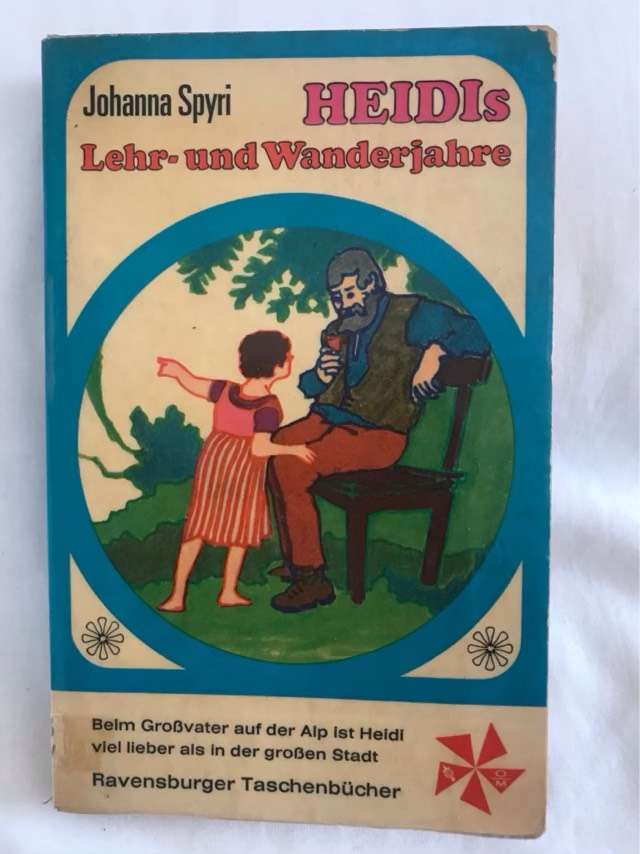 Johanna Spyri HEIDIs
Lehr- und Wanderjahre
Beim Großvater auf der Alp ist Heidi
viel lieber als in der großen Stadt
Ravensburger Taschenbücher
OM